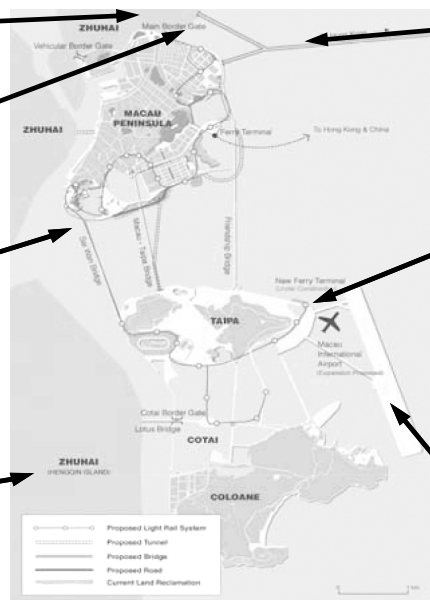 ZHUHAI
Main Border Gate
Vehicular Border Gate
MACAU
PENINSULA
ZHUHAI
Ferry Terminal
To Hong Kong & China
Sai Wan Bridge
Macau - Taipa Bridge
Friendship Bridge
New Ferry Terminal
(Under Construction)
TAIPA
Macau
International
Airport
(Expansion Proposed)
Cotai Border Gate
Lotus Bridge
COTAI
ZHUHAI
(HENGQIN ISLAND)
COLOANE
Proposed Light Rail System
Proposed Tunnel
Proposed Bridge
Proposed Road
Current Land Reclamation